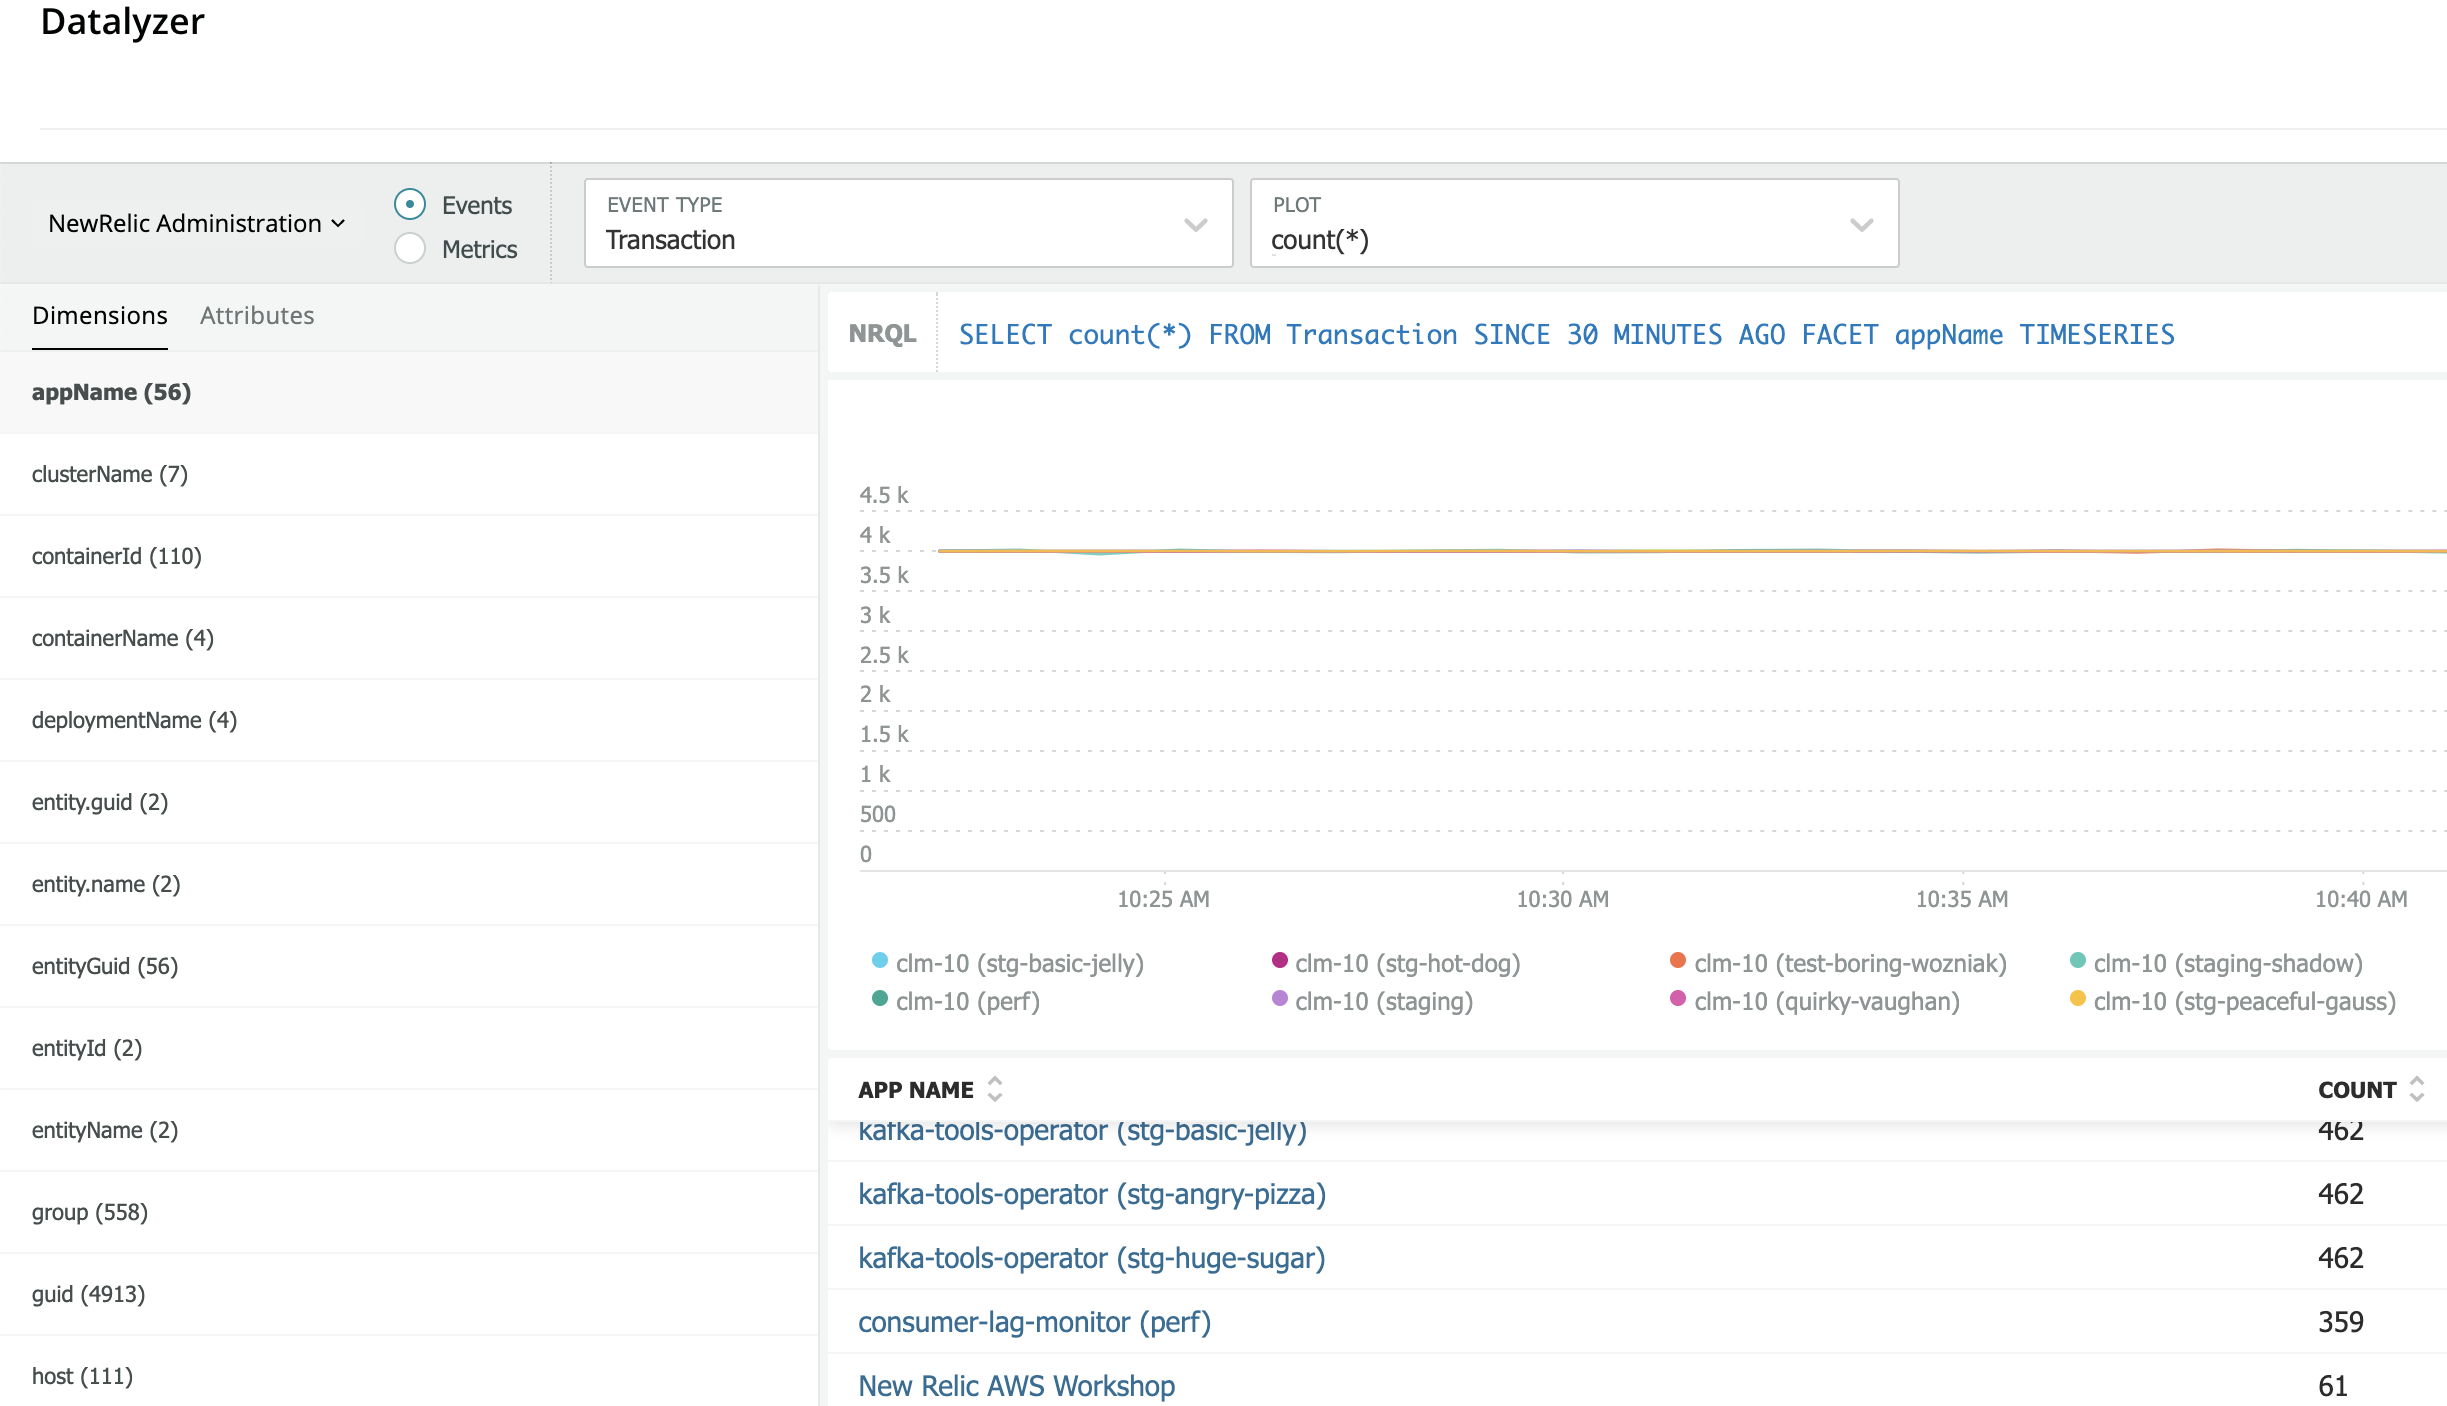 Datalyzer
NewRelic Administration
Events
Metrics
EVENT TYPE
Transaction
PLOT
count(*)
Dimensions Attributes
appName (56)
clusterName (7)
containerId (110)
containerName (4)
deploymentName (4)
entity.guid (2)
entity.name (2)
entityGuid (56)
entityId (2)
entityName (2)
group (558)
guid (4913)
host (111)
NRQL SELECT count(*) FROM Transaction SINCE 30 MINUTES AGO FACET appName TIMESERIES
4.5 k
4 k
3.5 k
3 k
2.5 k
2 k
1.5 k
1 k
500
0
10:25 AM 10:30 AM 10:35 AM 10:40 AM
clm-10 (stg-basic-jelly) clm-10 (stg-hot-dog) clm-10 (test-boring-wozniak) clm-10 (staging-shadow)
clm-10 (perf) clm-10 (staging) clm-10 (quirky-vaughan) clm-10 (stg-peaceful-gauss)
APP NAME COUNT
kafka-tools-operator (stg-basic-jelly) 462
kafka-tools-operator (stg-angry-pizza) 462
kafka-tools-operator (stg-huge-sugar) 462
consumer-lag-monitor (perf) 359
New Relic AWS Workshop 61